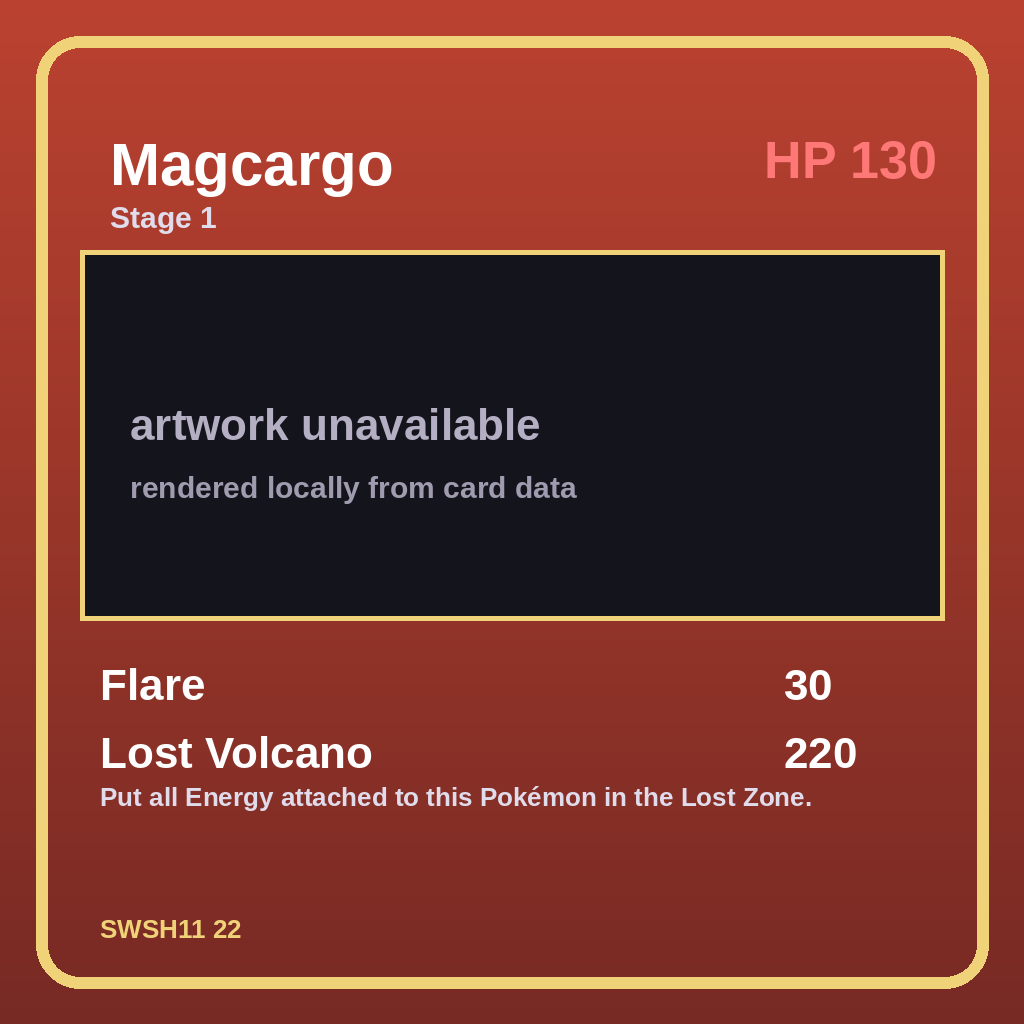 Magcargo
HP 130
Stage 1
artwork unavailable
rendered locally from card data
Flare 30
Lost Volcano 220
Put all Energy attached to this Pokémon in the Lost Zone.
SWSH11 22